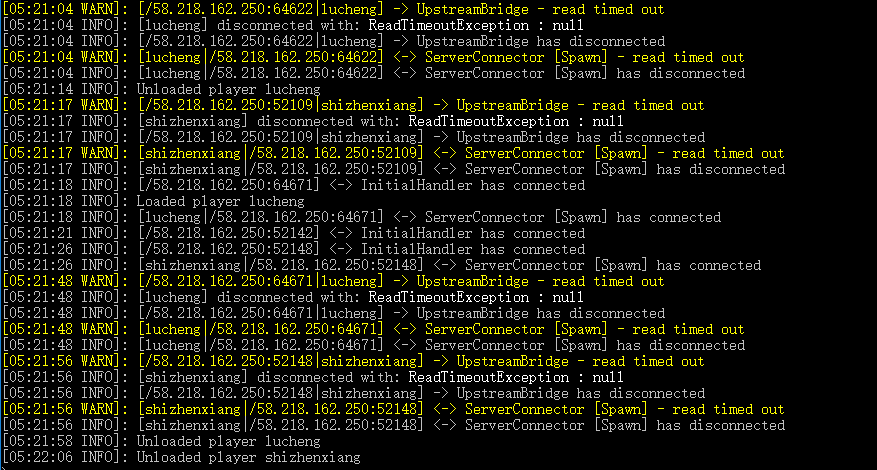 [05:21:04 WARN]: [/58.218.162.250:64622|lucheng] -> UpstreamBridge - read timed out
[05:21:04 INFO]: [lucheng] disconnected with: ReadTimeoutException : null
[05:21:04 INFO]: [/58.218.162.250:64622|lucheng] -> UpstreamBridge has disconnected
[05:21:04 WARN]: [lucheng|/58.218.162.250:64622] <-> ServerConnector [Spawn] - read timed out
[05:21:04 INFO]: [lucheng|/58.218.162.250:64622] <-> ServerConnector [Spawn] has disconnected
[05:21:14 INFO]: Unloaded player lucheng
[05:21:17 WARN]: [/58.218.162.250:52109|shizhenxiang] -> UpstreamBridge - read timed out
[05:21:17 INFO]: [shizhenxiang] disconnected with: ReadTimeoutException : null
[05:21:17 INFO]: [/58.218.162.250:52109|shizhenxiang] -> UpstreamBridge has disconnected
[05:21:17 WARN]: [shizhenxiang|/58.218.162.250:52109] <-> ServerConnector [Spawn] - read timed out
[05:21:17 INFO]: [shizhenxiang|/58.218.162.250:52109] <-> ServerConnector [Spawn] has disconnected
[05:21:18 INFO]: [/58.218.162.250:64671] <-> InitialHandler has connected
[05:21:18 INFO]: Loaded player lucheng
[05:21:18 INFO]: [lucheng|/58.218.162.250:64671] <-> ServerConnector [Spawn] has connected
[05:21:21 INFO]: [/58.218.162.250:52142] <-> InitialHandler has connected
[05:21:26 INFO]: [/58.218.162.250:52148] <-> InitialHandler has connected
[05:21:26 INFO]: [shizhenxiang|/58.218.162.250:52148] <-> ServerConnector [Spawn] has connected
[05:21:48 WARN]: [/58.218.162.250:64671|lucheng] -> UpstreamBridge - read timed out
[05:21:48 INFO]: [lucheng] disconnected with: ReadTimeoutException : null
[05:21:48 INFO]: [/58.218.162.250:64671|lucheng] -> UpstreamBridge has disconnected
[05:21:48 WARN]: [lucheng|/58.218.162.250:64671] <-> ServerConnector [Spawn] - read timed out
[05:21:48 INFO]: [lucheng|/58.218.162.250:64671] <-> ServerConnector [Spawn] has disconnected
[05:21:56 WARN]: [/58.218.162.250:52148|shizhenxiang] -> UpstreamBridge - read timed out
[05:21:56 INFO]: [shizhenxiang] disconnected with: ReadTimeoutException : null
[05:21:56 INFO]: [/58.218.162.250:52148|shizhenxiang] -> UpstreamBridge has disconnected
[05:21:56 WARN]: [shizhenxiang|/58.218.162.250:52148] <-> ServerConnector [Spawn] - read timed out
[05:21:56 INFO]: [shizhenxiang|/58.218.162.250:52148] <-> ServerConnector [Spawn] has disconnected
[05:21:58 INFO]: Unloaded player lucheng
[05:22:06 INFO]: Unloaded player shizhenxiang